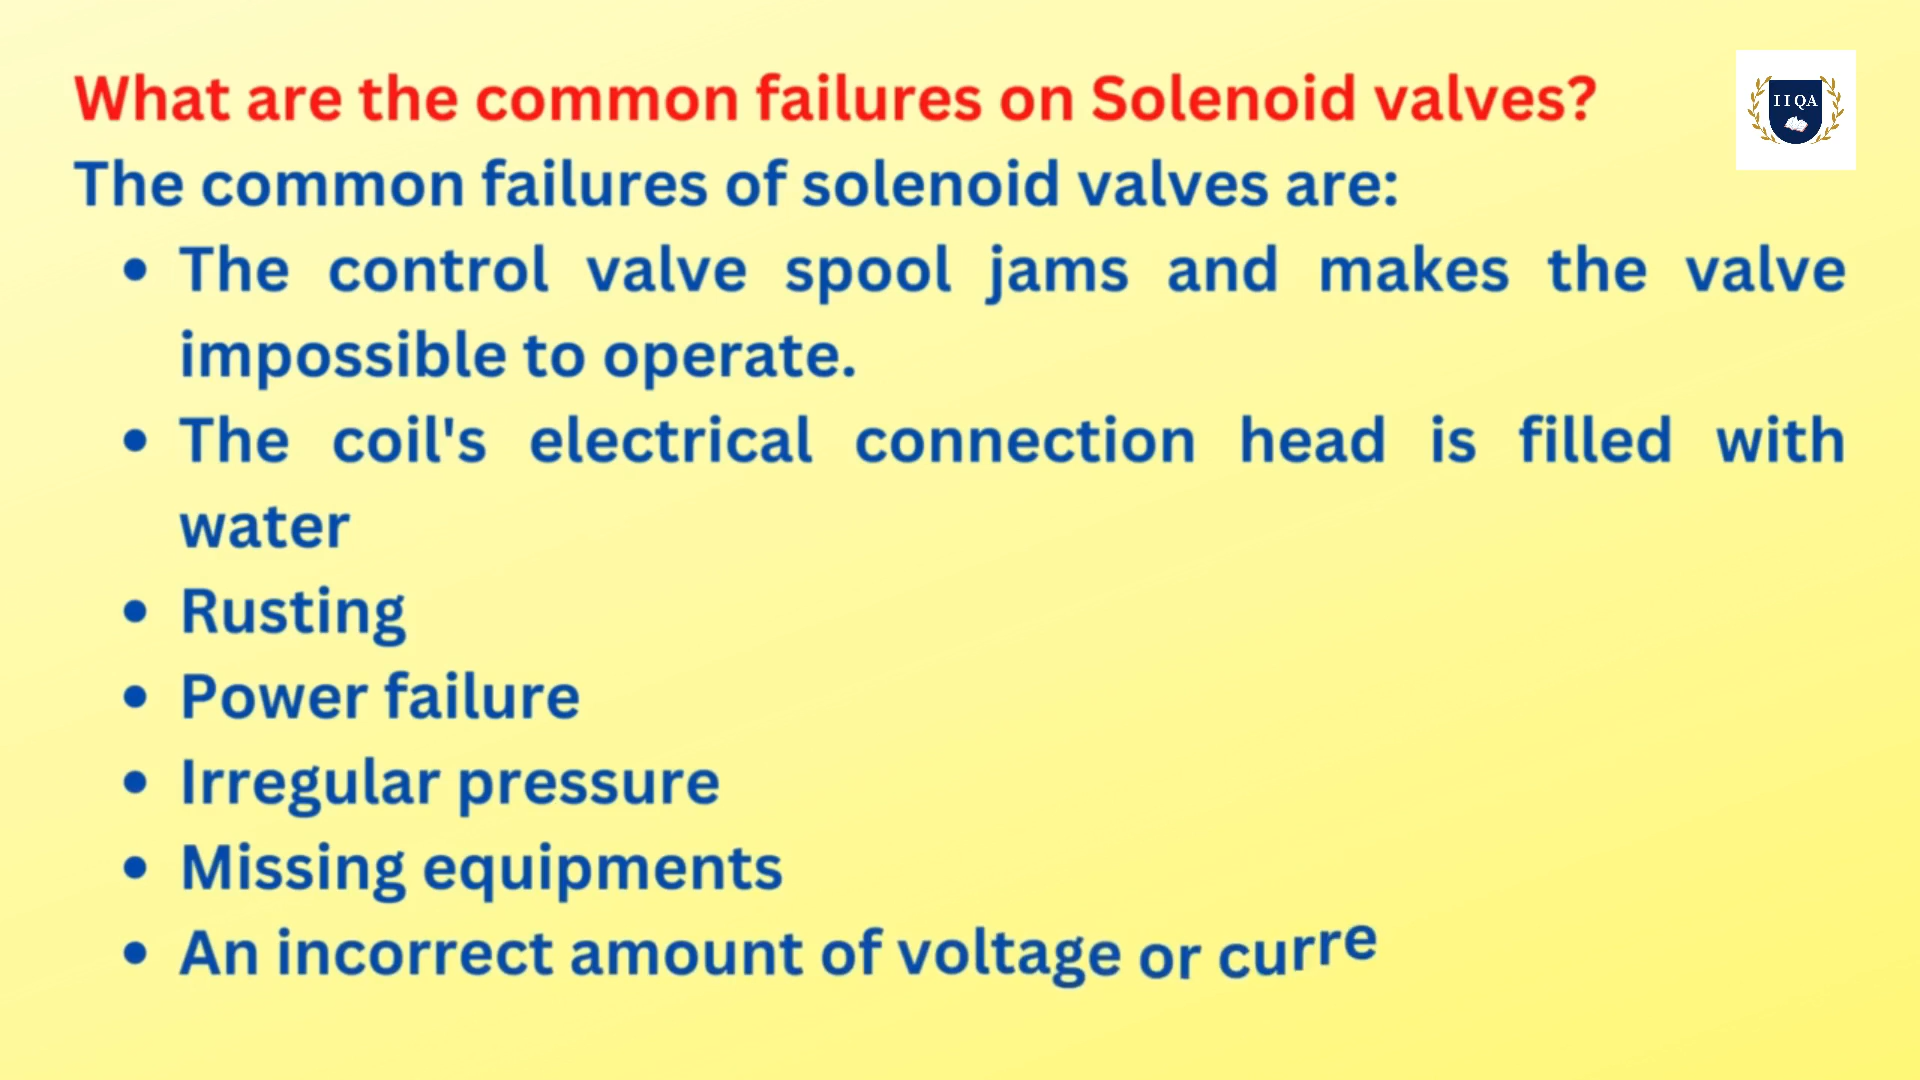 What are the common failures on Solenoid valves?
IIQA
The common failures of solenoid valves are:
• The control valve spool jams and makes the valve
impossible to operate.
• The coil's electrical connection head is filled with
water
• Rusting
• Power failure
• Irregular pressure
• Missing equipments
• An incorrect amount of voltage or curre